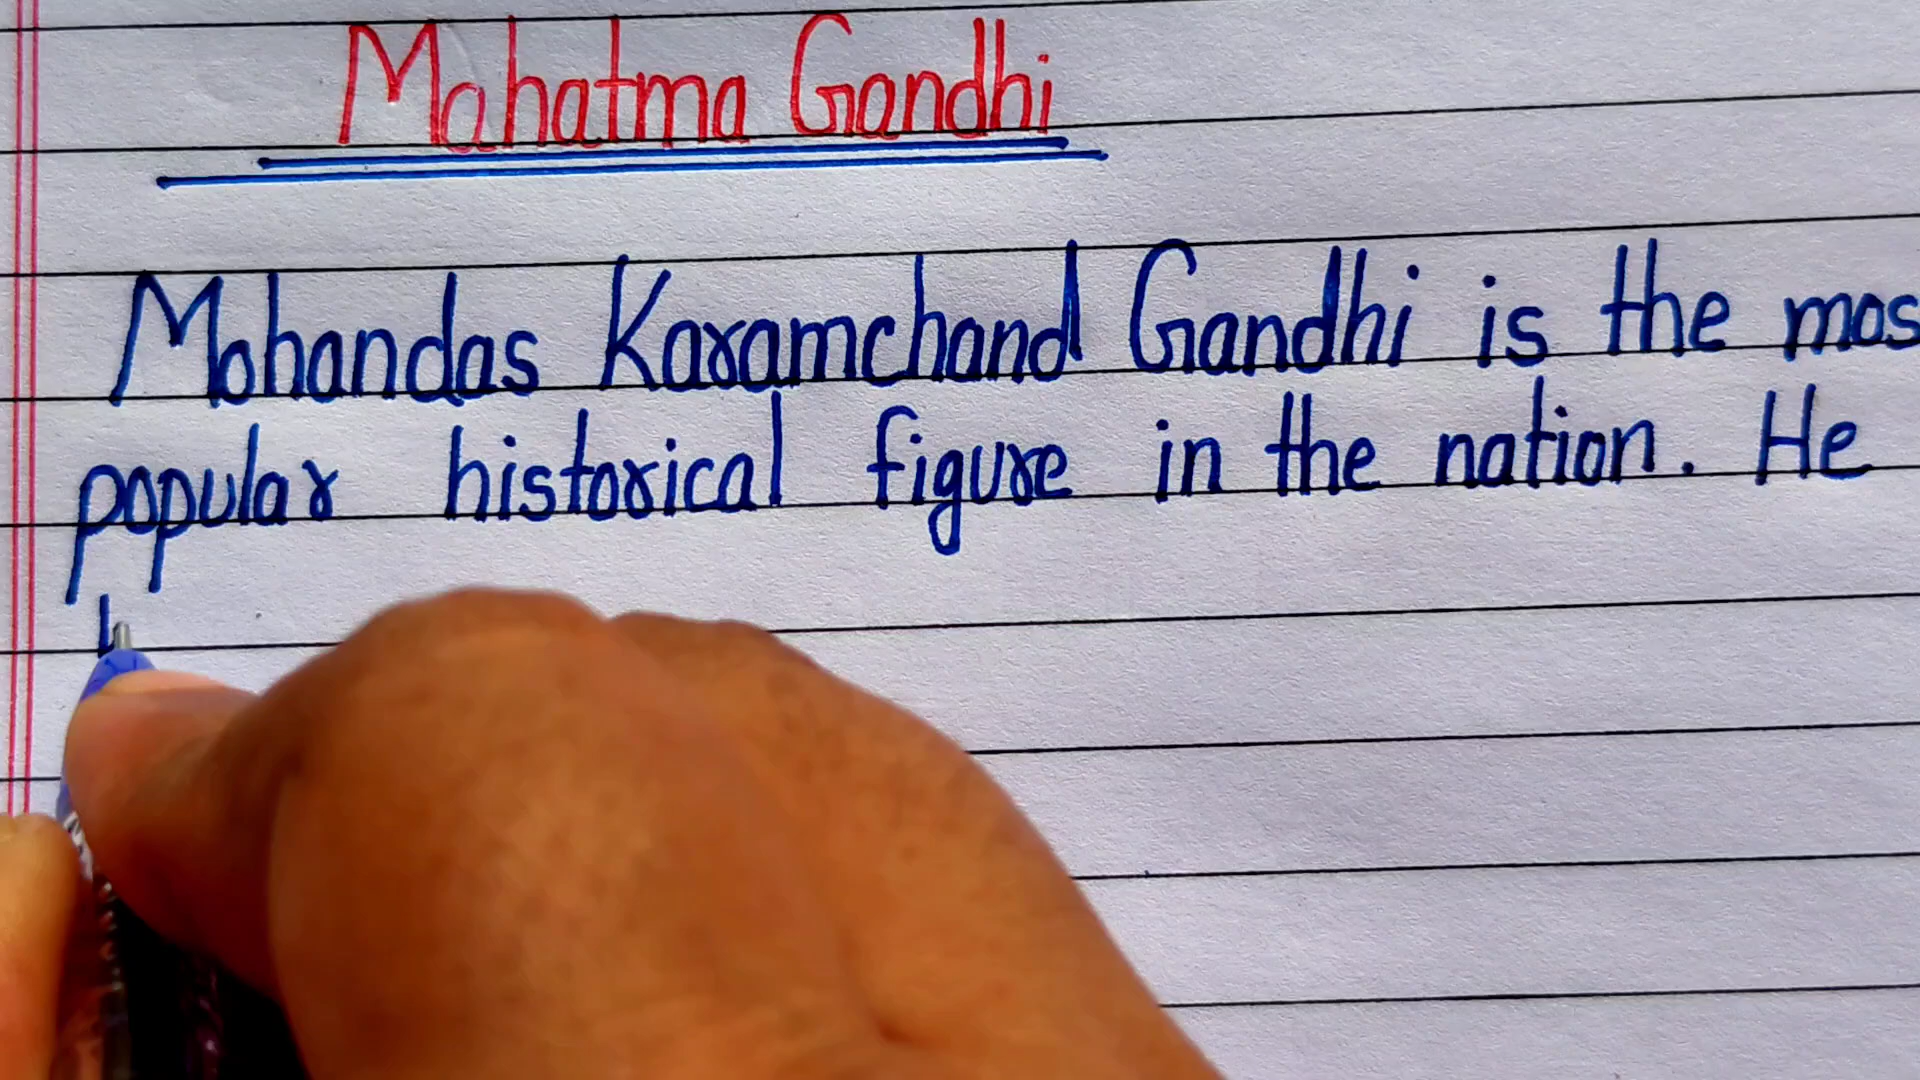 Mahatma Gandhi
Mohandas Karamchand Gandhi is the mos
popular historical figure in the nation. He